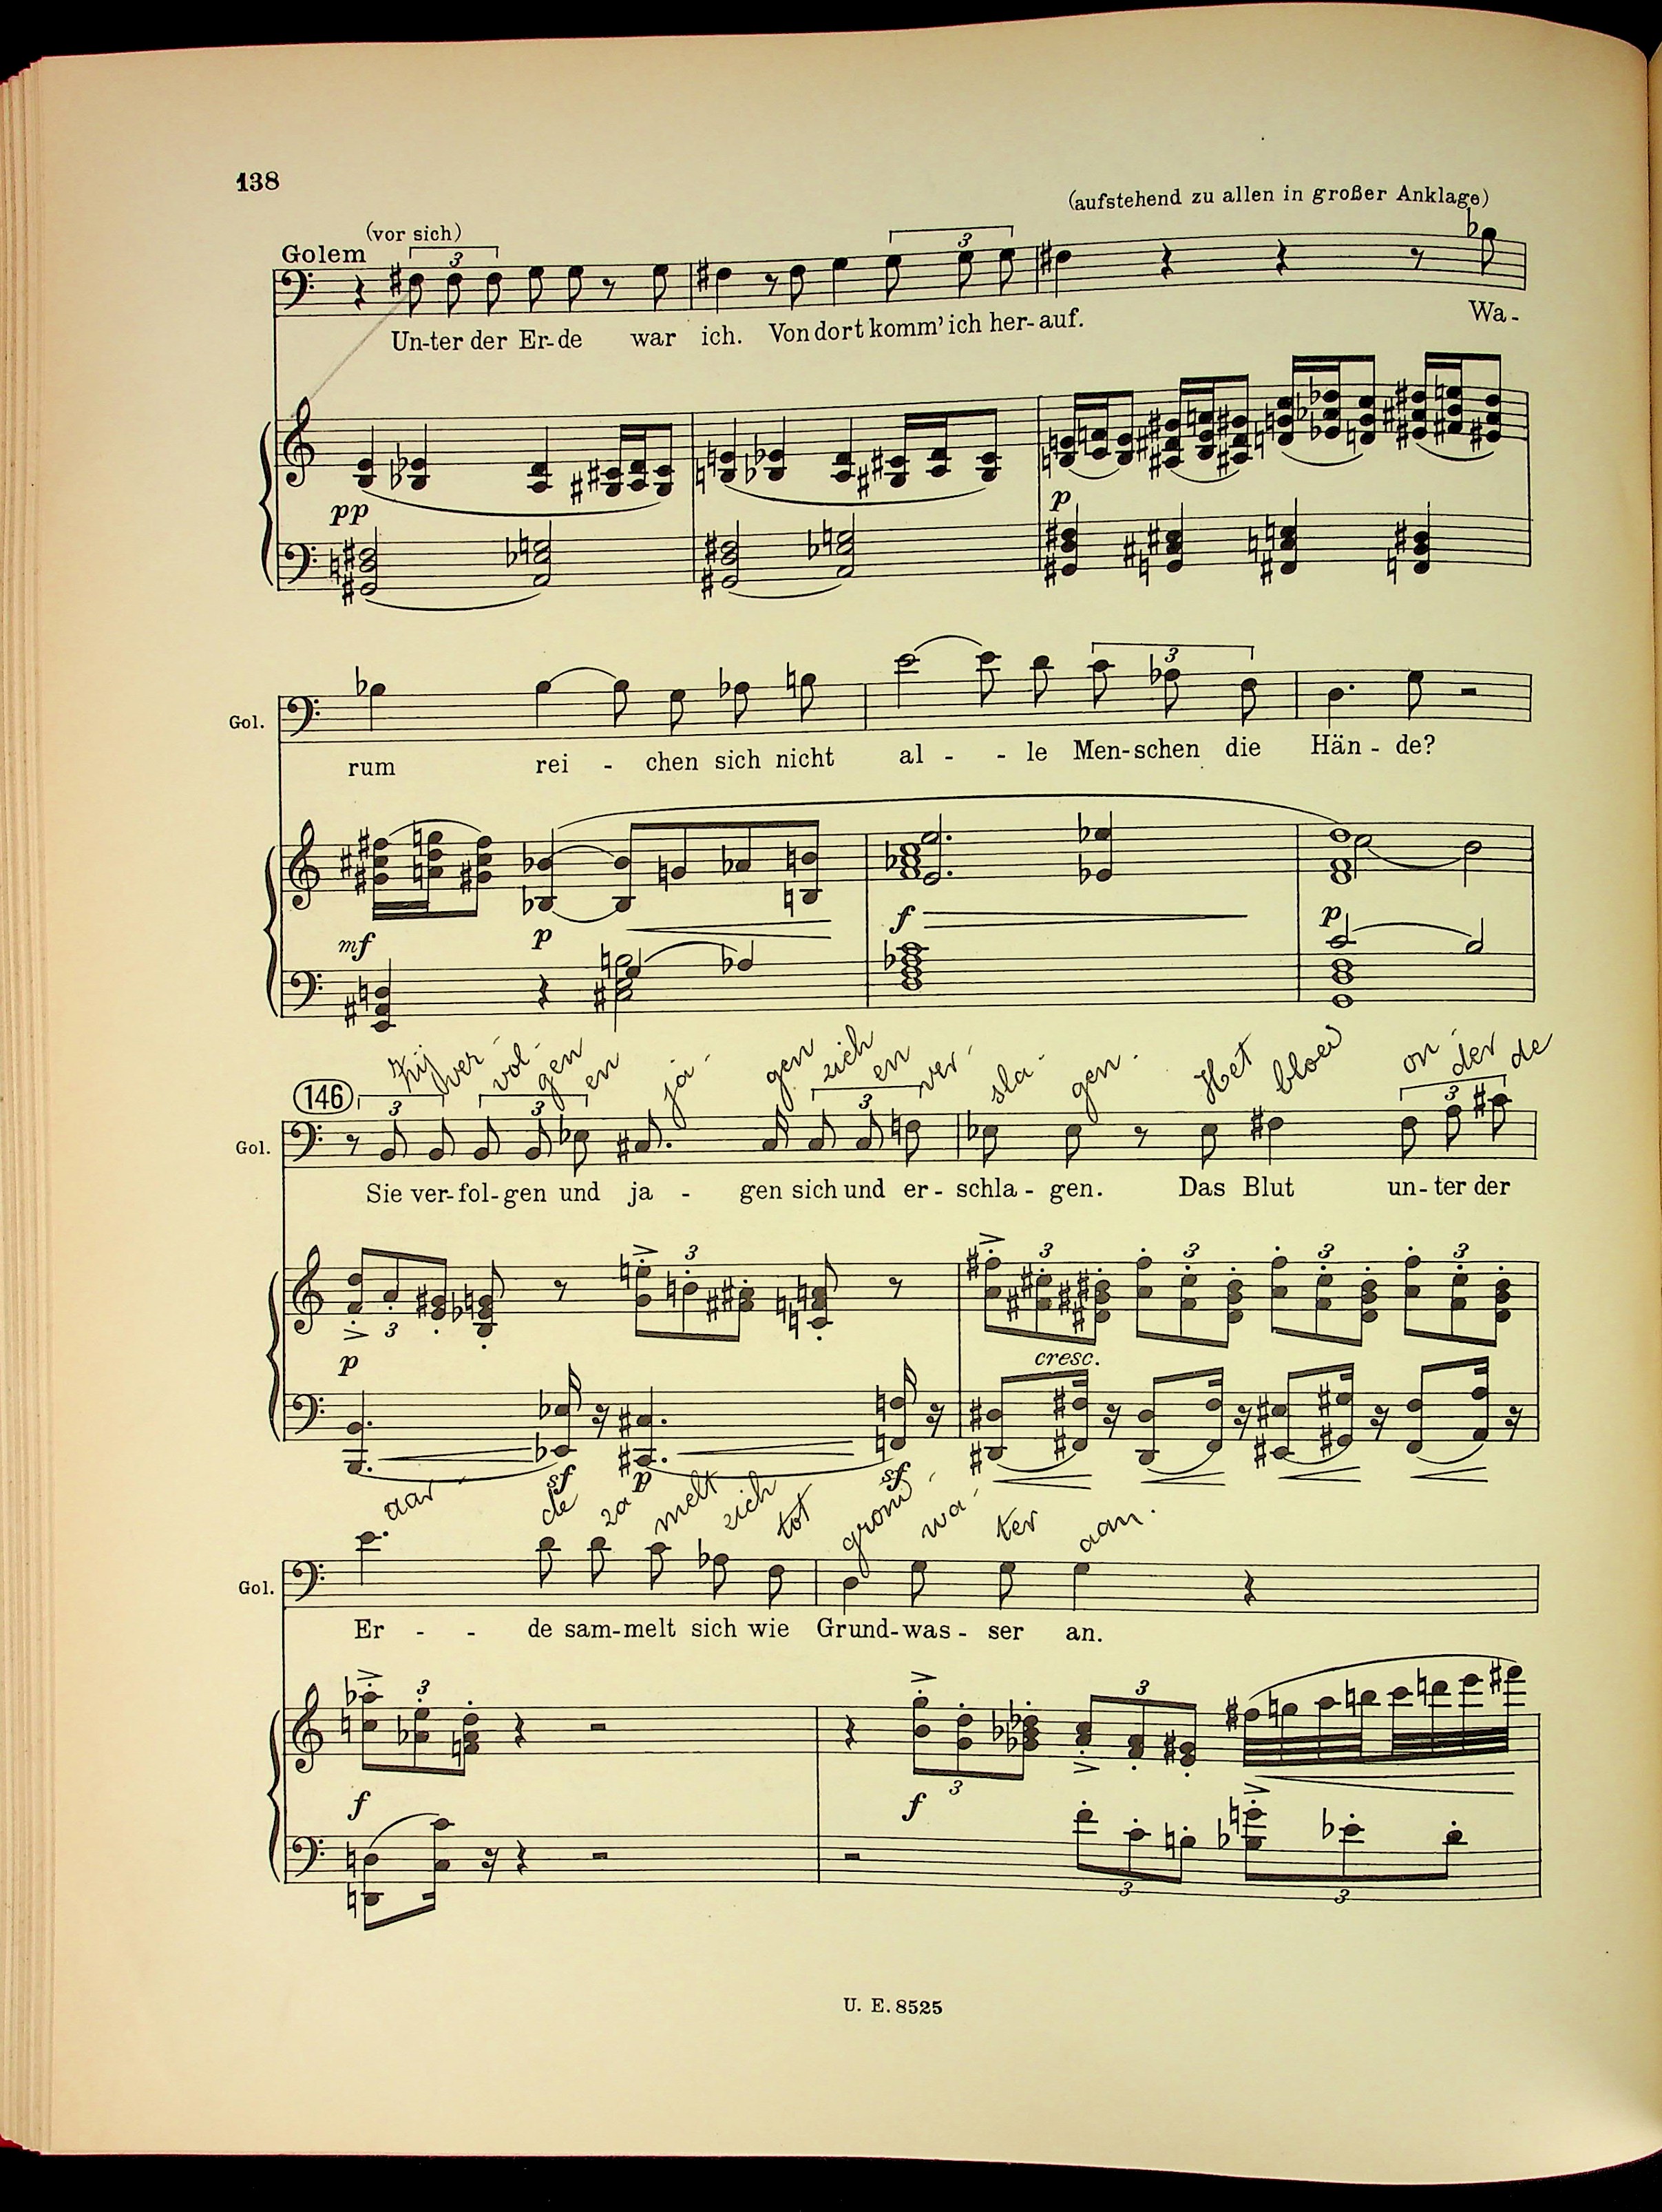 138
(aufstehend zu allen in großer Anklage)
(vor sich)
Golem
3 3
Un-ter der Er-de war ich. Von dort komm' ich her-auf. Wa-
pp p
3
Gol.
rum rei - chen sich nicht al - - le Men-schen die Hän - de?
mf p f p
Zij ver- vol- gen en ja- gen zich en ver- sla- gen. Het bloed on- der de
146 3 3 3 3
Gol.
Sie ver-fol-gen und ja - gen sich und er-schla-gen. Das Blut un-ter der
3 3 3 3 3 3
p cresc.
sf p sf
aar- de za melt zich tot grond- wa- ter aan.
Gol.
Er - - de sam-melt sich wie Grund-was-ser an.
3 3
f f 3
3 3
U. E. 8525